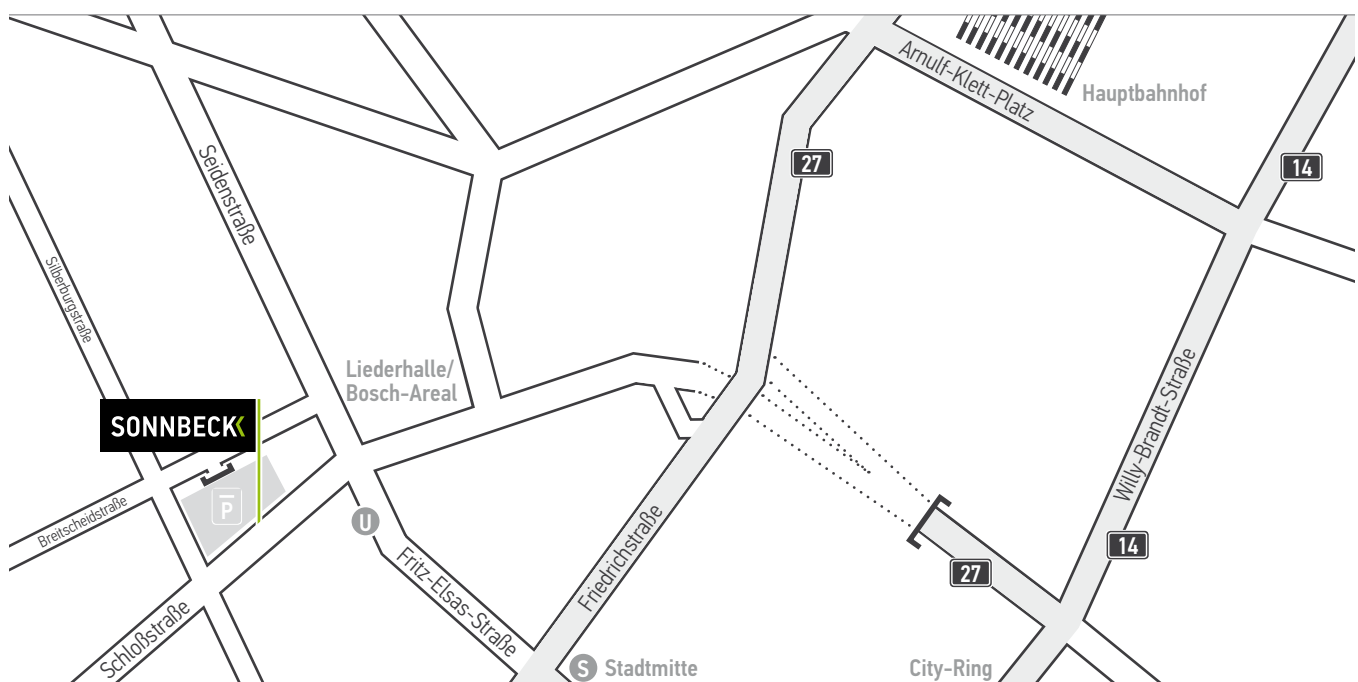 Arnulf-Klett-Platz
Hauptbahnhof
27
14
Seidenstraße
Silberburgstraße
Liederhalle/
Bosch-Areal
SONNBECK
Willy-Brandt-Straße
P
Breitscheidstraße
U
Friedrichstraße
14
27
Fritz-Elsas-Straße
Schloßstraße
S Stadtmitte
City-Ring